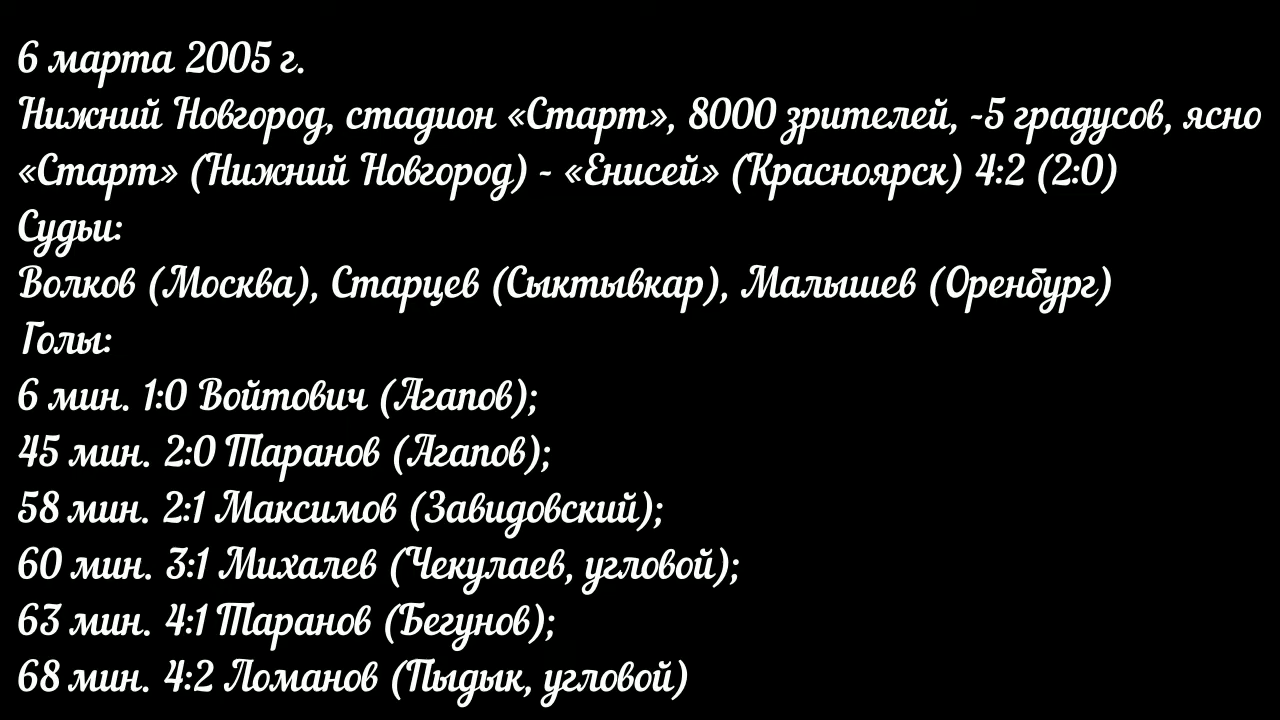 6 марта 2005 г.
Нижний Новгород, стадион «Старт», 8000 зрителей, -5 градусов, ясно
«Старт» (Нижний Новгород) - «Енисей» (Красноярск) 4:2 (2:0)
Судьи:
Волков (Москва), Старцев (Сыктывкар), Малышев (Оренбург)
Голы:
6 мин. 1:0 Войтович (Агапов);
45 мин. 2:0 Таранов (Агапов);
58 мин. 2:1 Максимов (Завидовский);
60 мин. 3:1 Михалев (Чекулаев, угловой);
63 мин. 4:1 Таранов (Бегунов);
68 мин. 4:2 Ломанов (Пыдык, угловой)